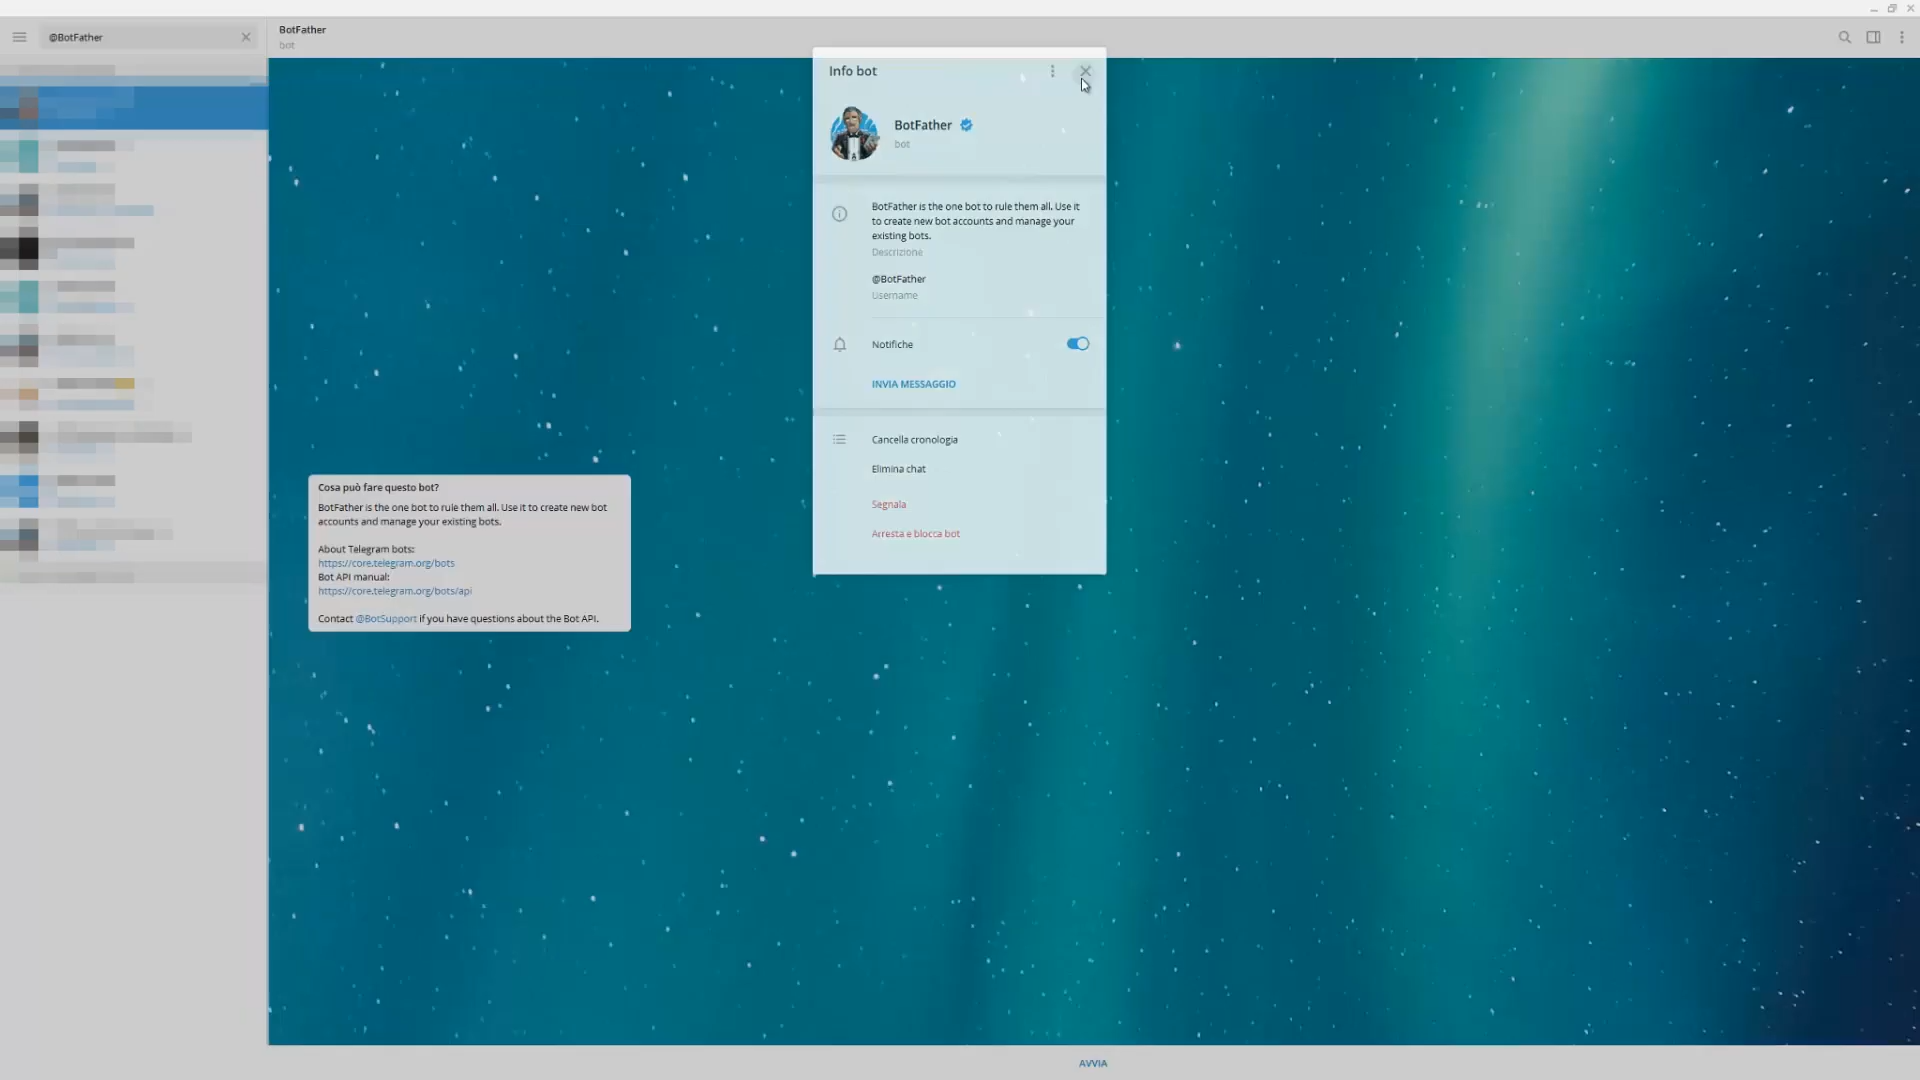 @BotFather
BotFather
bot
Info bot
BotFather
bot
BotFather is the one bot to rule them all. Use it
to create new bot accounts and manage your
existing bots.
Descrizione
@BotFather
Username
Notifiche
INVIA MESSAGGIO
Cancella cronologia
Elimina chat
Segnala
Arresta e blocca bot
Cosa può fare questo bot?
BotFather is the one bot to rule them all. Use it to create new bot
accounts and manage your existing bots.
About Telegram bots:
https://core.telegram.org/bots
Bot API manual:
https://core.telegram.org/bots/api
Contact @BotSupport if you have questions about the Bot API.
AVVIA